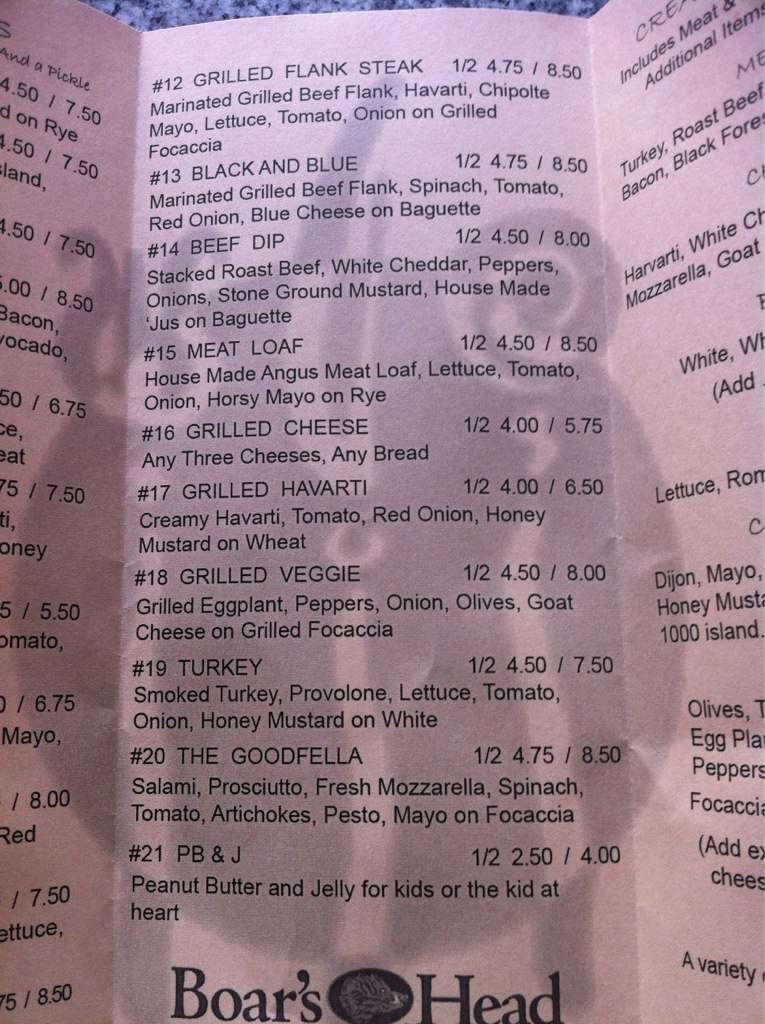 And a Pickle
4.50 / 7.50
d on Rye
4.50 / 7.50
sland,
4.50 / 7.50
5.00 / 8.50
Bacon,
vocado,
50 / 6.75
ce,
eat
75 / 7.50
ti,
oney
5 / 5.50
omato,
0 / 6.75
Mayo,
/ 8.00
Red
/ 7.50
ettuce,
75 / 8.50
#12 GRILLED FLANK STEAK 1/2 4.75 / 8.50
Marinated Grilled Beef Flank, Havarti, Chipolte
Mayo, Lettuce, Tomato, Onion on Grilled
Focaccia
#13 BLACK AND BLUE 1/2 4.75 / 8.50
Marinated Grilled Beef Flank, Spinach, Tomato,
Red Onion, Blue Cheese on Baguette
#14 BEEF DIP 1/2 4.50 / 8.00
Stacked Roast Beef, White Cheddar, Peppers,
Onions, Stone Ground Mustard, House Made
‘Jus on Baguette
#15 MEAT LOAF 1/2 4.50 / 8.50
House Made Angus Meat Loaf, Lettuce, Tomato,
Onion, Horsy Mayo on Rye
#16 GRILLED CHEESE 1/2 4.00 / 5.75
Any Three Cheeses, Any Bread
#17 GRILLED HAVARTI 1/2 4.00 / 6.50
Creamy Havarti, Tomato, Red Onion, Honey
Mustard on Wheat
#18 GRILLED VEGGIE 1/2 4.50 / 8.00
Grilled Eggplant, Peppers, Onion, Olives, Goat
Cheese on Grilled Focaccia
#19 TURKEY 1/2 4.50 / 7.50
Smoked Turkey, Provolone, Lettuce, Tomato,
Onion, Honey Mustard on White
#20 THE GOODFELLA 1/2 4.75 / 8.50
Salami, Prosciutto, Fresh Mozzarella, Spinach,
Tomato, Artichokes, Pesto, Mayo on Focaccia
#21 PB & J 1/2 2.50 / 4.00
Peanut Butter and Jelly for kids or the kid at
heart
Boar's Head
CREA
Includes Meat &
Additional Items
ME
Turkey, Roast Beef
Bacon, Black Fores
Harvarti, White Ch
Mozzarella, Goat
White, Wh
(Add
Lettuce, Rom
Dijon, Mayo,
Honey Musta
1000 island.
Olives, T
Egg Pla
Peppers
Focaccia
(Add ex
chees
A variety